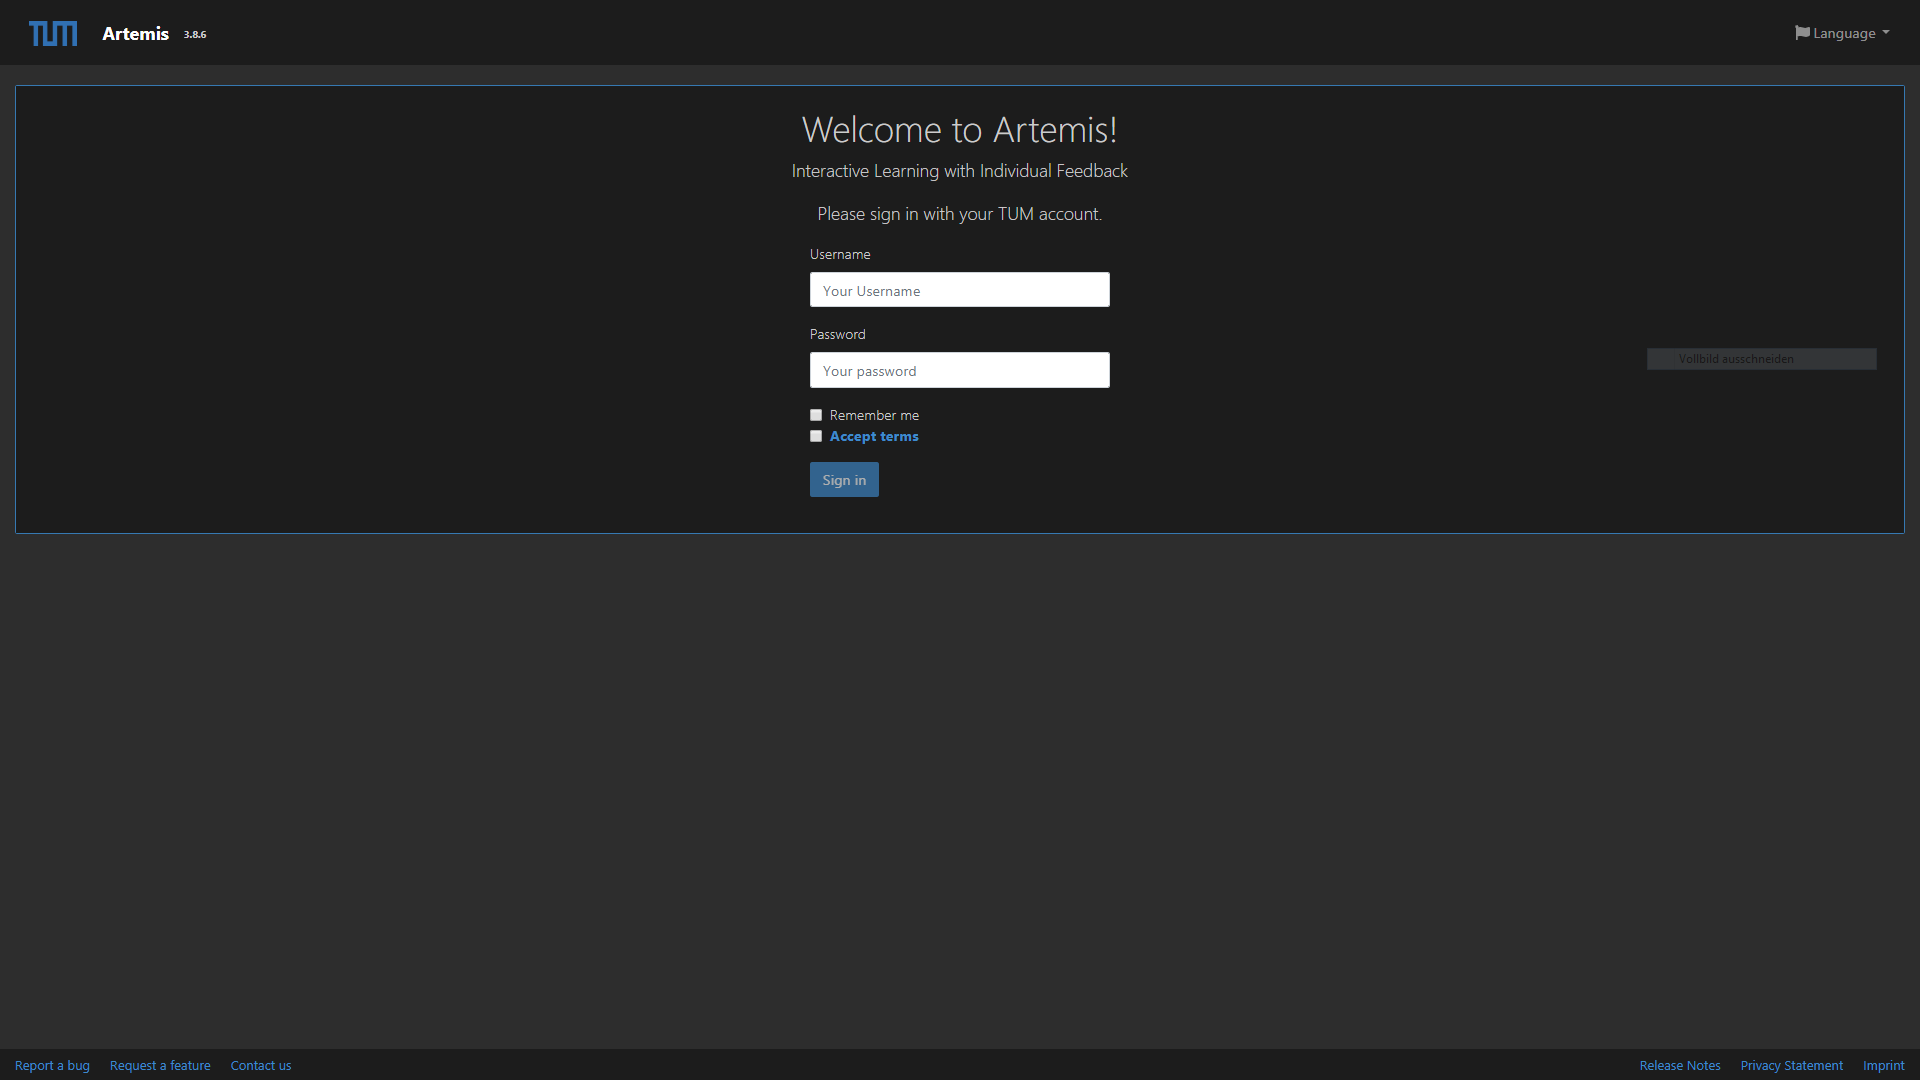 TUM Artemis 3.8.6 Language
Welcome to Artemis!
Interactive Learning with Individual Feedback
Please sign in with your TUM account.
Username
Your Username
Password
Your password
Vollbild ausschneiden
Remember me
Accept terms
Sign in
Report a bug Request a feature Contact us Release Notes Privacy Statement Imprint